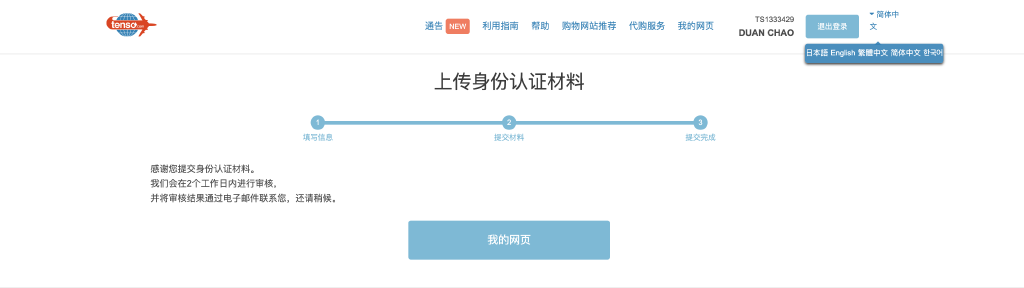 tenso
通告 NEW 利用指南 帮助 购物网站推荐 代购服务 我的网页
TS1333429
DUAN CHAO
退出登录
简体中
文
日本語 English 繁體中文 简体中文 한국어
上传身份认证材料
1 2 3
填写信息 提交材料 提交完成
感谢您提交身份认证材料。
我们会在2个工作日内进行审核，
并将审核结果通过电子邮件联系您，还请稍候。
我的网页